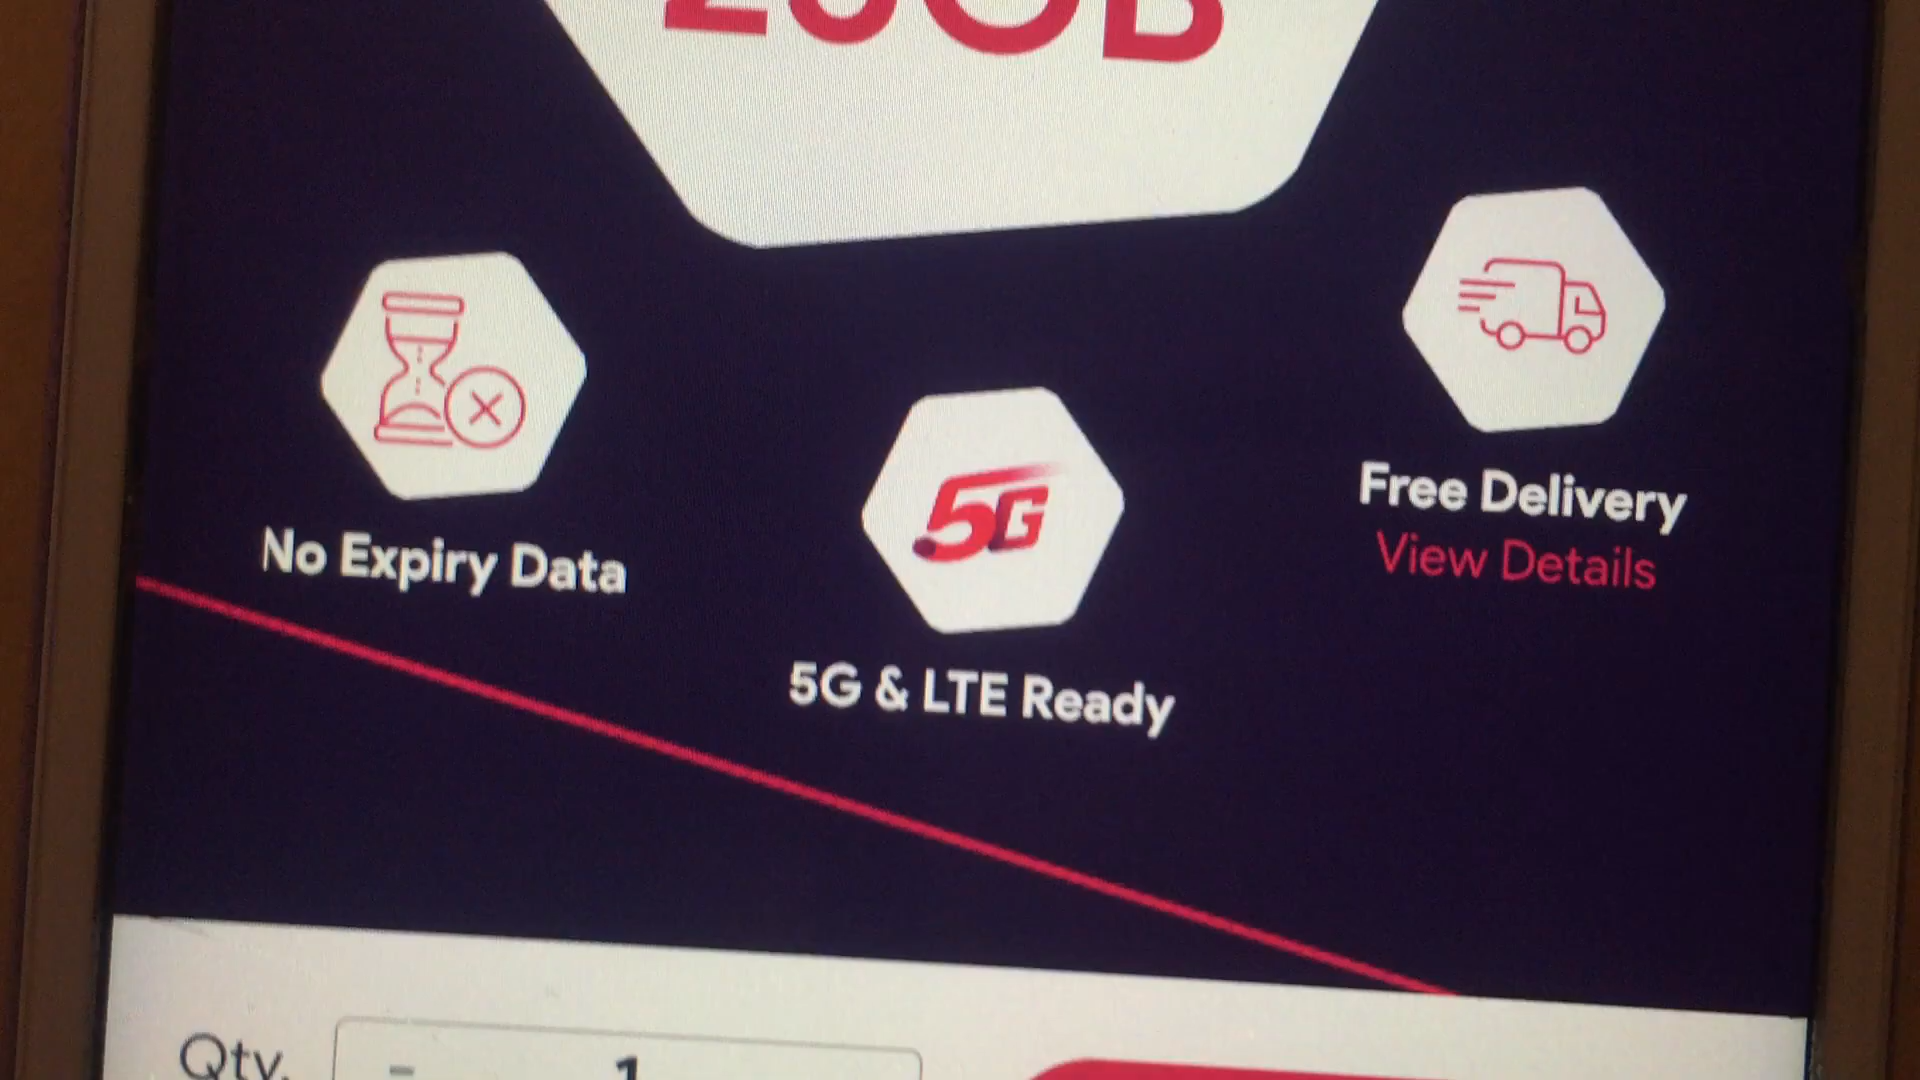 No Expiry Data
5G
5G & LTE Ready
Free Delivery
View Details
Qty.
- 1